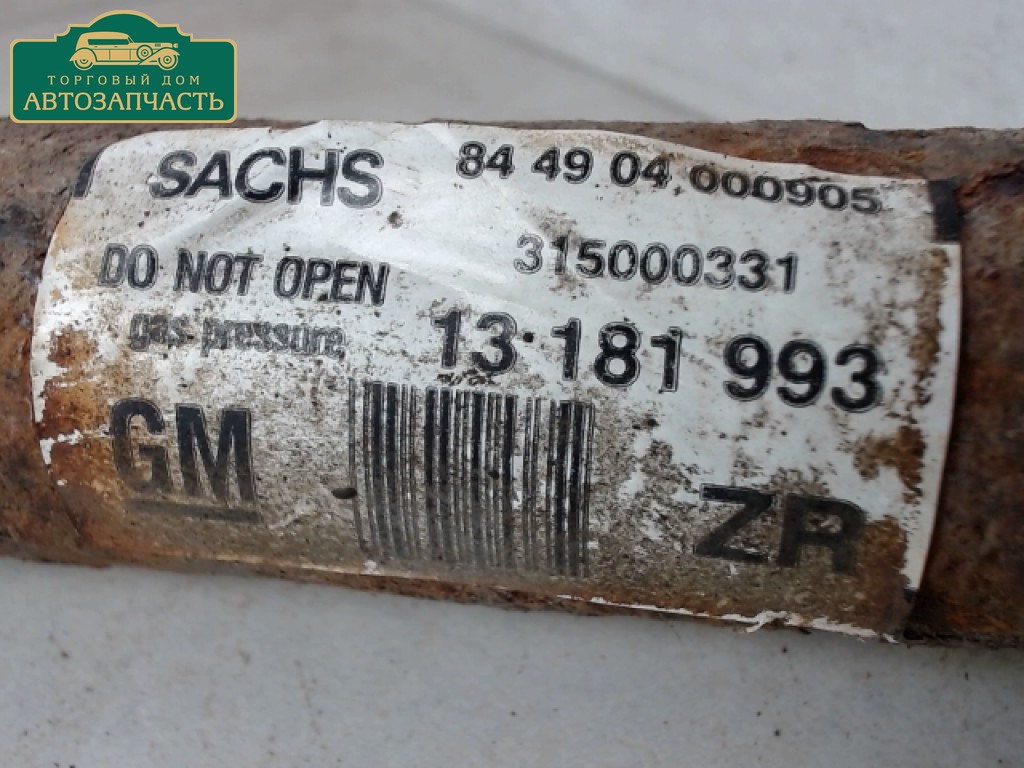 ТОРГОВЫЙ ДОМ
АВТОЗАПЧАСТЬ
SACHS 84 49 04 000905
315000331
DO NOT OPEN
gas pressure
13 181 993
GM
ZR